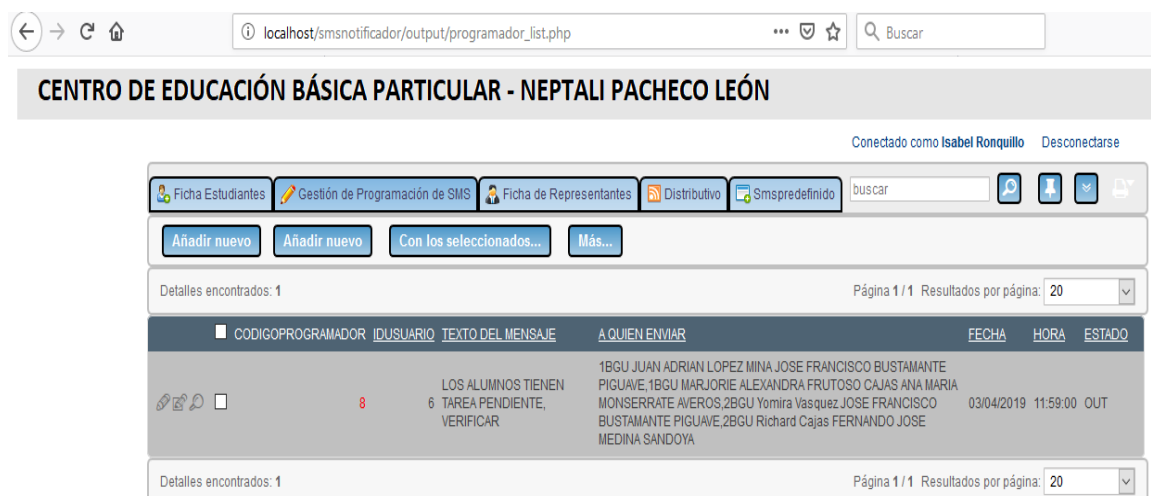 localhost/smsnotificador/output/programador_list.php
Buscar
CENTRO DE EDUCACIÓN BÁSICA PARTICULAR - NEPTALI PACHECO LEÓN
Conectado como Isabel Ronquillo Desconectarse
Ficha Estudiantes Gestión de Programación de SMS Ficha de Representantes Distributivo Smspredefinido buscar
Añadir nuevo Añadir nuevo Con los seleccionados... Más...
Detalles encontrados: 1 Página 1 / 1 Resultados por página: 20
CODIGOPROGRAMADOR IDUSUARIO TEXTO DEL MENSAJE A QUIEN ENVIAR FECHA HORA ESTADO
8 6 LOS ALUMNOS TIENEN
TAREA PENDIENTE,
VERIFICAR
1BGU JUAN ADRIAN LOPEZ MINA JOSE FRANCISCO BUSTAMANTE
PIGUAVE,1BGU MARJORIE ALEXANDRA FRUTOSO CAJAS ANA MARIA
MONSERRATE AVEROS,2BGU Yomira Vasquez JOSE FRANCISCO
BUSTAMANTE PIGUAVE,2BGU Richard Cajas FERNANDO JOSE
MEDINA SANDOYA
03/04/2019 11:59:00 OUT
Detalles encontrados: 1 Página 1 / 1 Resultados por página: 20